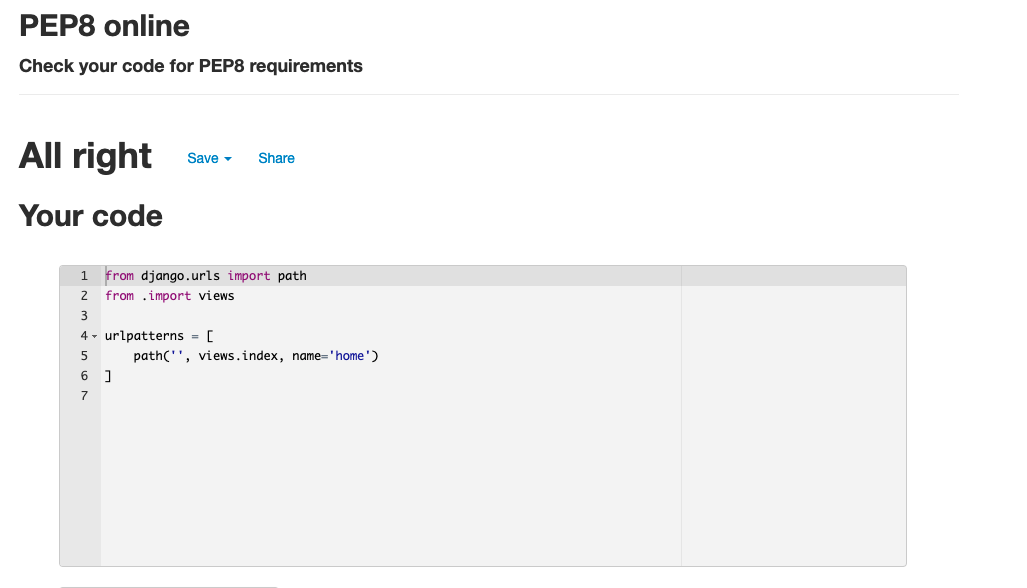 PEP8 online
Check your code for PEP8 requirements
All right Save Share
Your code
1 from django.urls import path
2 from .import views
3
4 urlpatterns = [
5     path('', views.index, name='home')
6 ]
7